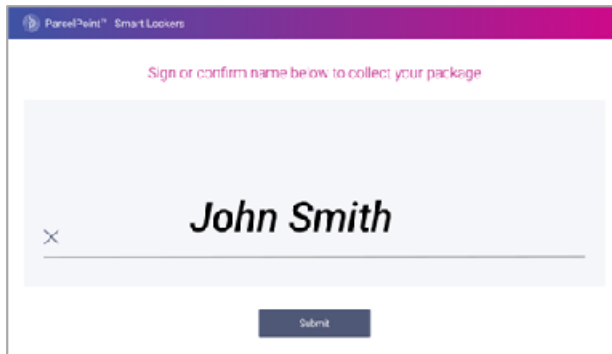 ParcelPoint™ Smart Lockers
Sign or confirm name below to collect your package
John Smith
Submit